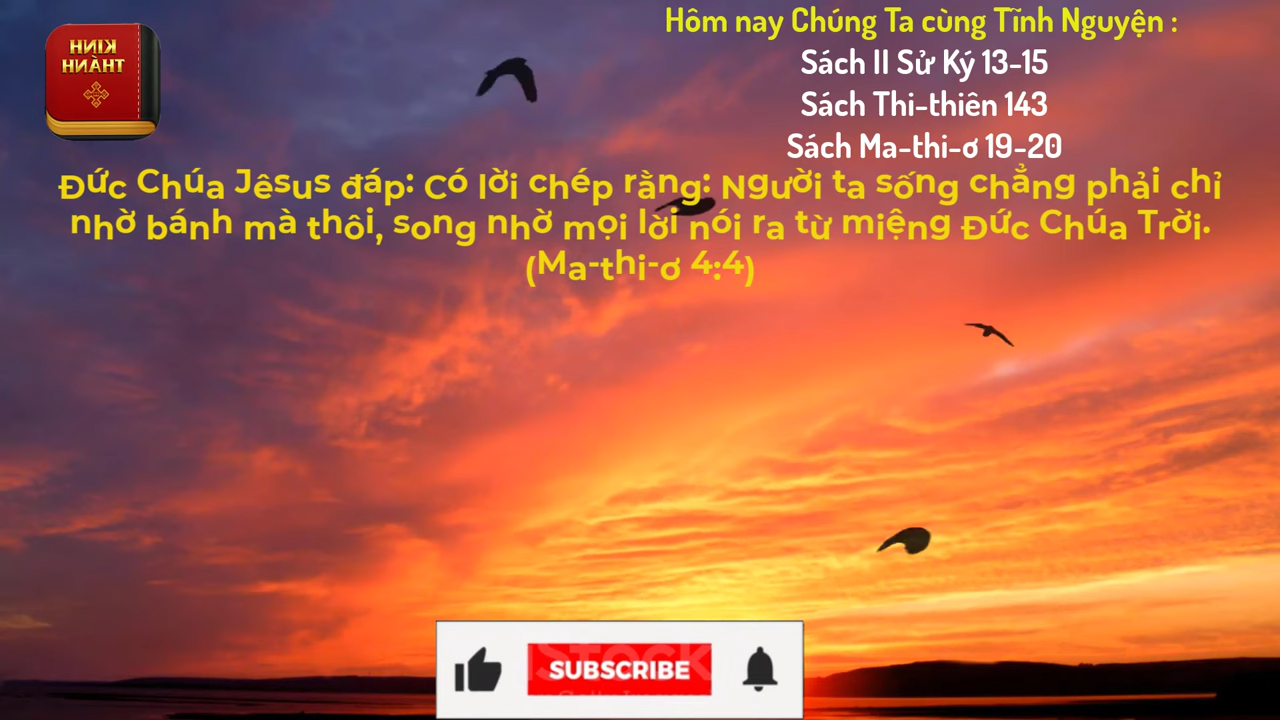 Hôm nay Chúng Ta cùng Tĩnh Nguyện :
Sách II Sử Ký 13-15
Sách Thi-thiên 143
Sách Ma-thi-ơ 19-20
KINH
THÀNH
Đức Chúa Jêsus đáp: Có lời chép rằng: Người ta sống chẳng phải chỉ
nhờ bánh mà thôi, song nhờ mọi lời nói ra từ miệng Đức Chúa Trời.
(Ma-thi-ơ 4:4)
SUBSCRIBE